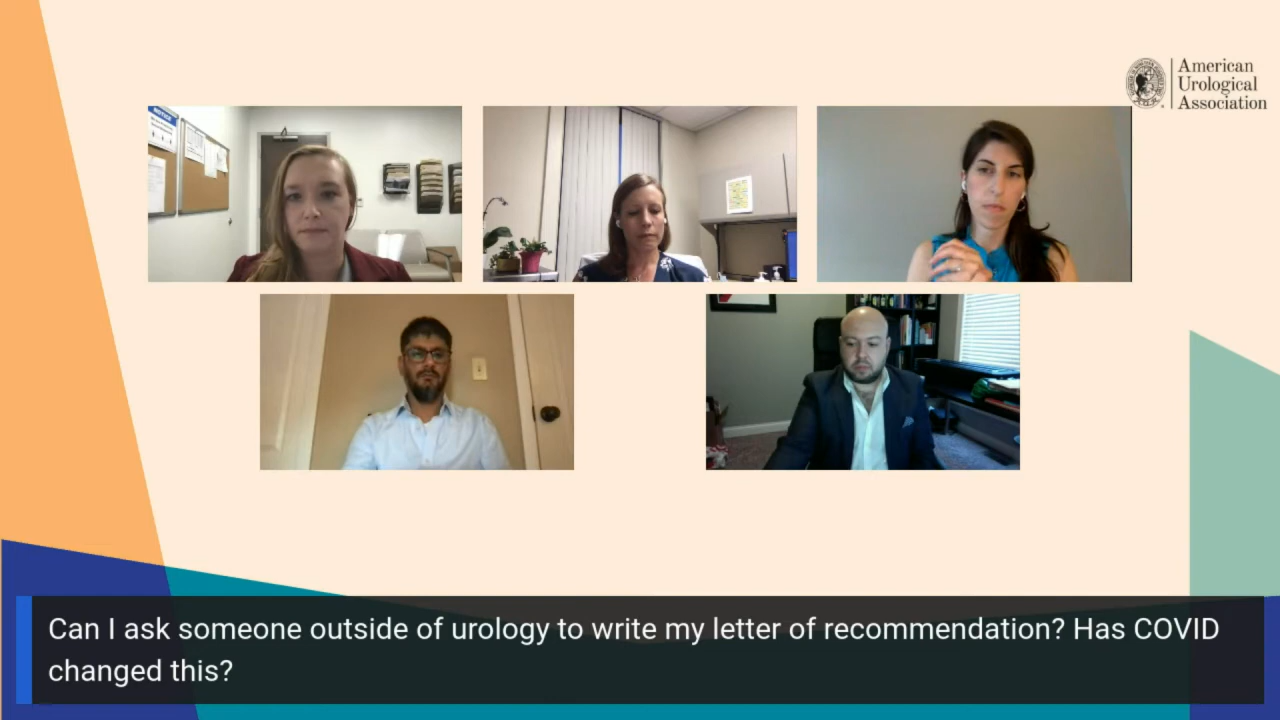 American
Urological
Association
NOTICE
Can I ask someone outside of urology to write my letter of recommendation? Has COVID
changed this?